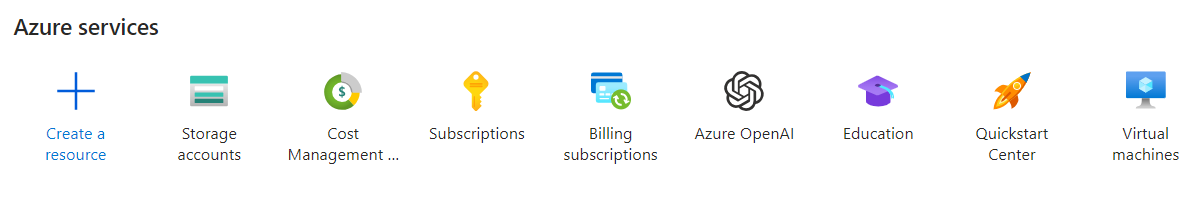 Azure services
Create a
resource
Storage
accounts
Cost
Management ...
Subscriptions
Billing
subscriptions
Azure OpenAI
Education
Quickstart
Center
Virtual
machines